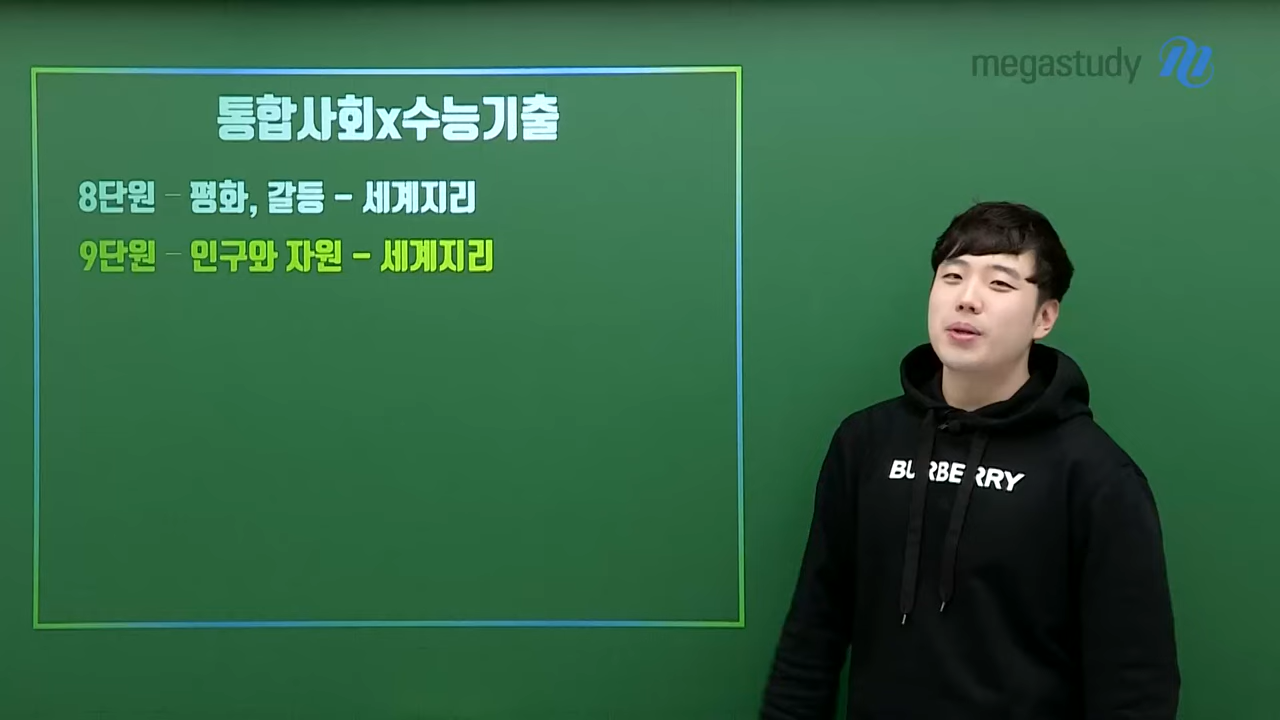 megastudy
통합사회x수능기출
8단원 - 평화, 갈등 - 세계지리
9단원 - 인구와 자원 - 세계지리
BURBERRY